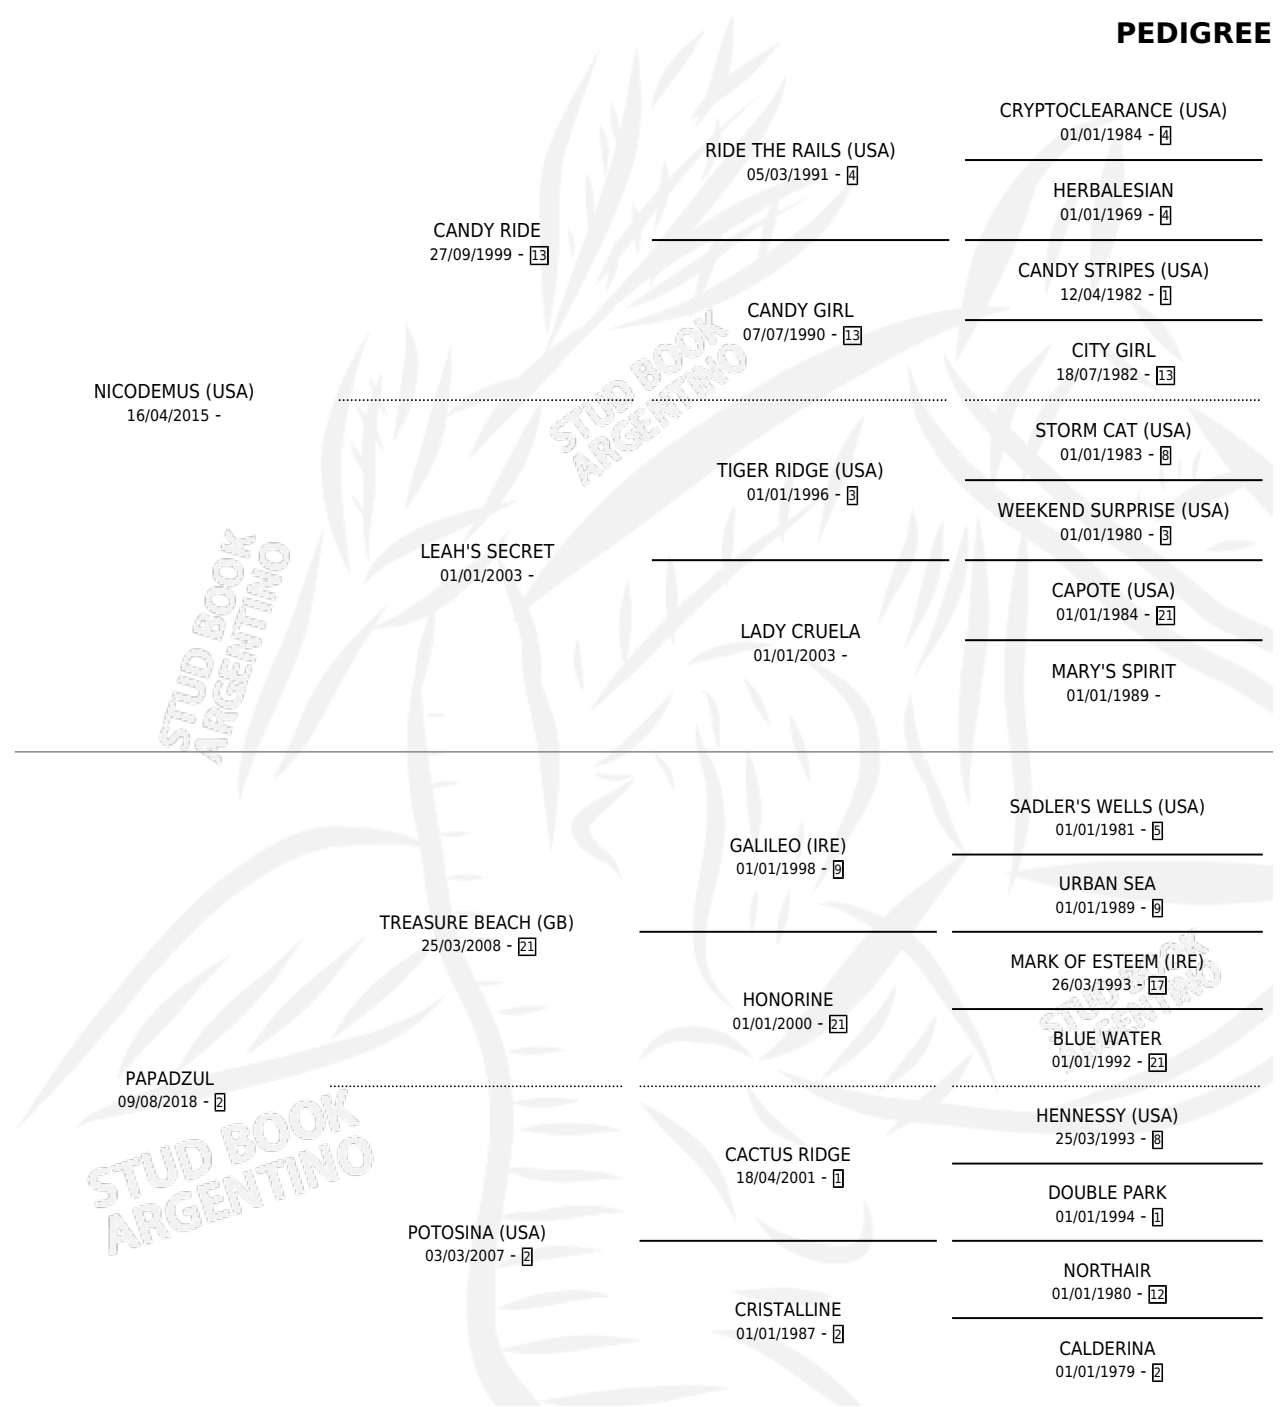 PEDIGREE
CRYPTOCLEARANCE (USA)
01/01/1984 - 4
RIDE THE RAILS (USA)
05/03/1991 - 4
HERBALESIAN
01/01/1969 - 4
CANDY RIDE
27/09/1999 - 13
CANDY STRIPES (USA)
12/04/1982 - 1
CANDY GIRL
07/07/1990 - 13
CITY GIRL
18/07/1982 - 13
NICODEMUS (USA)
16/04/2015 -
STORM CAT (USA)
01/01/1983 - 8
TIGER RIDGE (USA)
01/01/1996 - 3
WEEKEND SURPRISE (USA)
01/01/1980 - 3
LEAH'S SECRET
01/01/2003 -
CAPOTE (USA)
01/01/1984 - 21
LADY CRUELA
01/01/2003 -
MARY'S SPIRIT
01/01/1989 -
SADLER'S WELLS (USA)
01/01/1981 - 5
GALILEO (IRE)
01/01/1998 - 9
URBAN SEA
01/01/1989 - 9
TREASURE BEACH (GB)
25/03/2008 - 21
MARK OF ESTEEM (IRE)
26/03/1993 - 17
HONORINE
01/01/2000 - 21
BLUE WATER
01/01/1992 - 21
PAPADZUL
09/08/2018 - 2
HENNESSY (USA)
25/03/1993 - 8
CACTUS RIDGE
18/04/2001 - 1
DOUBLE PARK
01/01/1994 - 1
POTOSINA (USA)
03/03/2007 - 2
NORTHAIR
01/01/1980 - 12
CRISTALLINE
01/01/1987 - 2
CALDERINA
01/01/1979 - 2
STUD BOOK
ARGENTINO
STUD BOOK
ARGENTINO
STUD BOOK
ARGENTINO
STUD BOOK
ARGENTINO